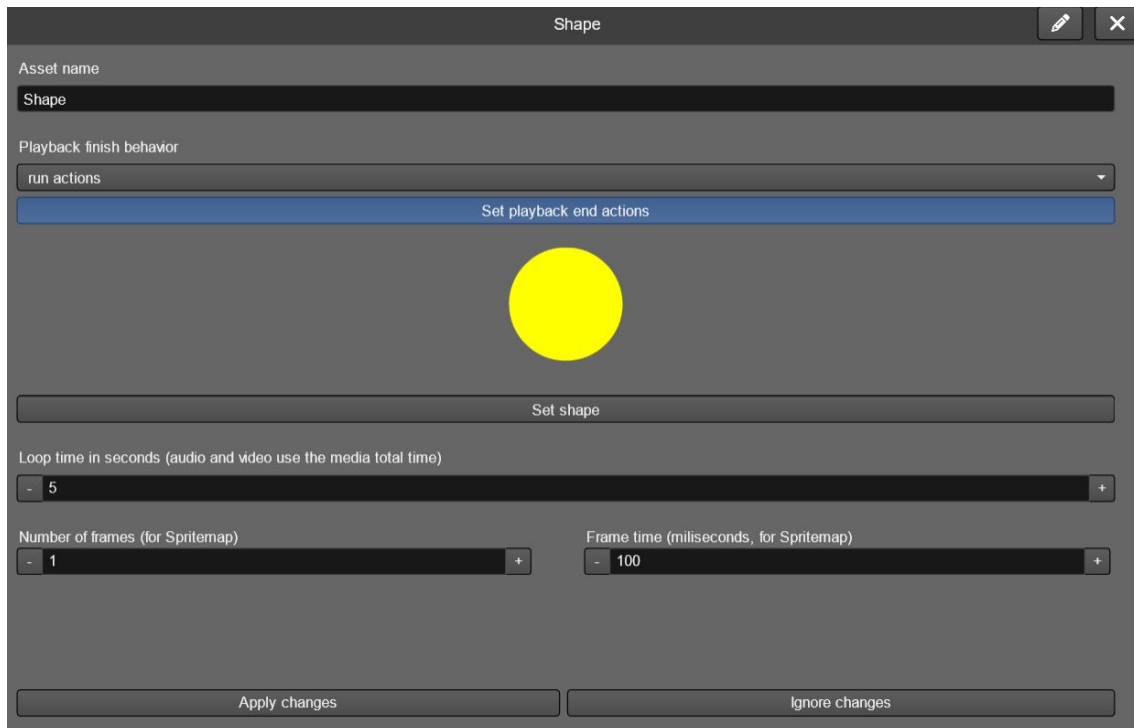 Shape
Asset name
Shape
Playback finish behavior
run actions
Set playback end actions
Set shape
Loop time in seconds (audio and video use the media total time)
- 5 +
Number of frames (for Spritemap)
Frame time (miliseconds, for Spritemap)
- 1 +
- 100 +
Apply changes
Ignore changes